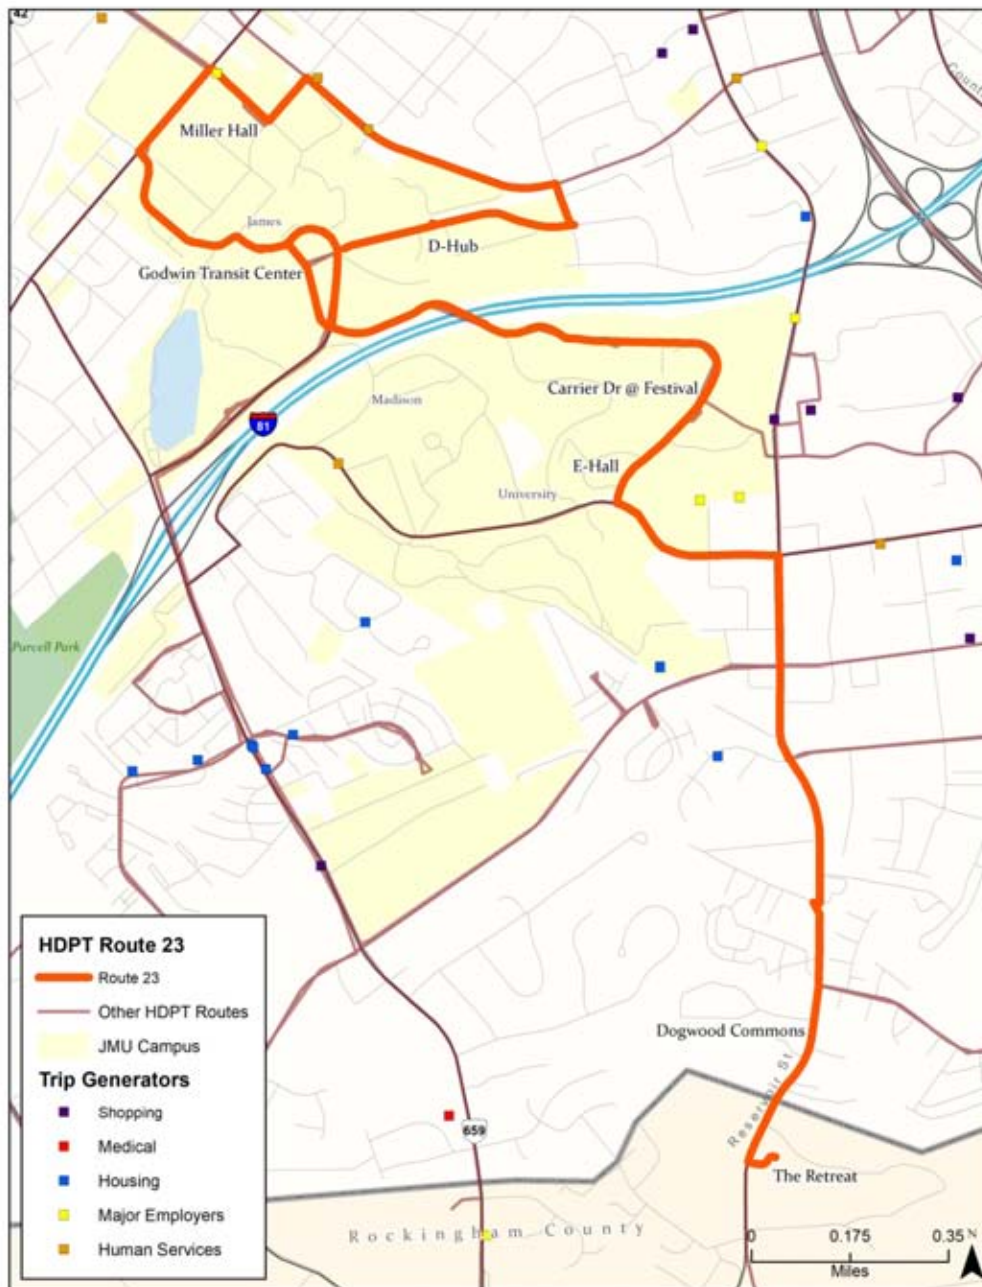 42
Count
Miller Hall
James
D-Hub
Godwin Transit Center
Carrier Dr @ Festival
Madison
81
E-Hall
University
Purcell Park
HDPT Route 23
Route 23
Other HDPT Routes
JMU Campus
Trip Generators
Shopping
Medical
Housing
Major Employers
Human Services
Dogwood Commons
Reservoir St
659
The Retreat
Rockingham County
0 0.175 0.35
Miles
N